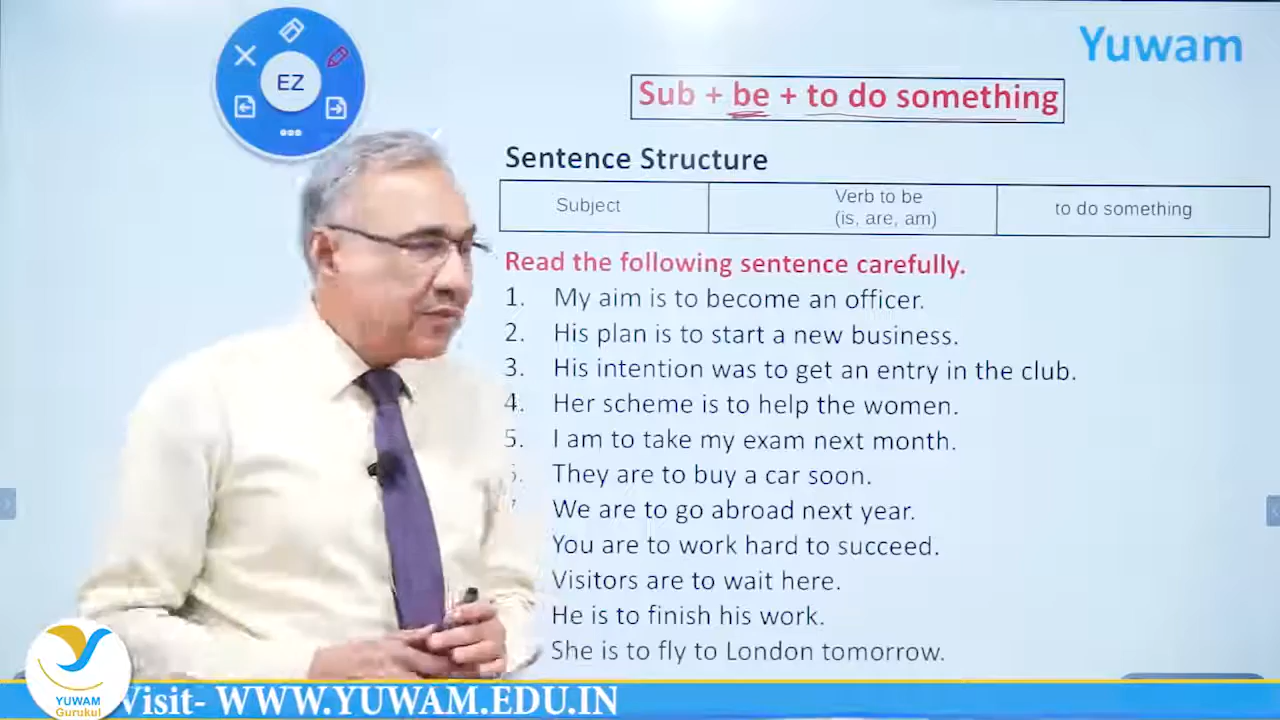 Yuwam
EZ
Sub + be + to do something
Sentence Structure
Subject
Verb to be
(is, are, am)
to do something
Read the following sentence carefully.
1. My aim is to become an officer.
2. His plan is to start a new business.
3. His intention was to get an entry in the club.
4. Her scheme is to help the women.
5. I am to take my exam next month.
They are to buy a car soon.
We are to go abroad next year.
You are to work hard to succeed.
Visitors are to wait here.
He is to finish his work.
She is to fly to London tomorrow.
YUWAM
Gurukul
Visit- WWW.YUWAM.EDU.IN